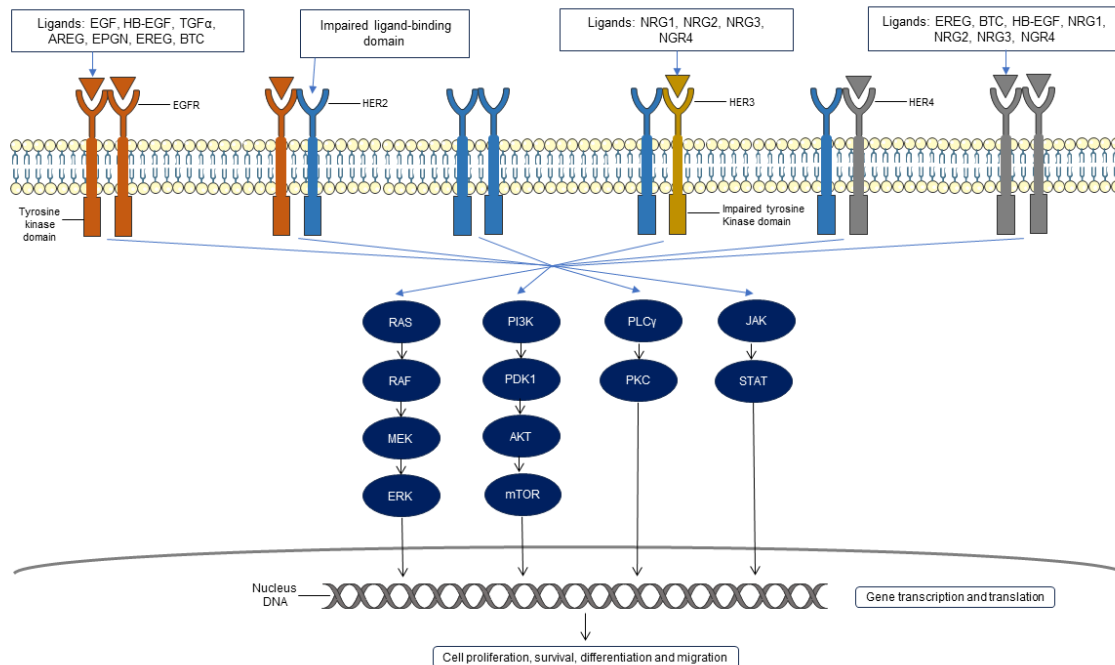 Ligands: EGF, HB-EGF, TGFα,
AREG, EPGN, EREG, BTC
Impaired ligand-binding
domain
Ligands: NRG1, NRG2, NRG3,
NGR4
Ligands: EREG, BTC, HB-EGF, NRG1,
NRG2, NRG3, NGR4
EGFR
HER2
HER3
HER4
Tyrosine
kinase
domain
Impaired tyrosine
Kinase domain
RAS
PI3K
PLCγ
JAK
RAF
PDK1
PKC
STAT
MEK
AKT
ERK
mTOR
Nucleus
DNA
Gene transcription and translation
Cell proliferation, survival, differentiation and migration